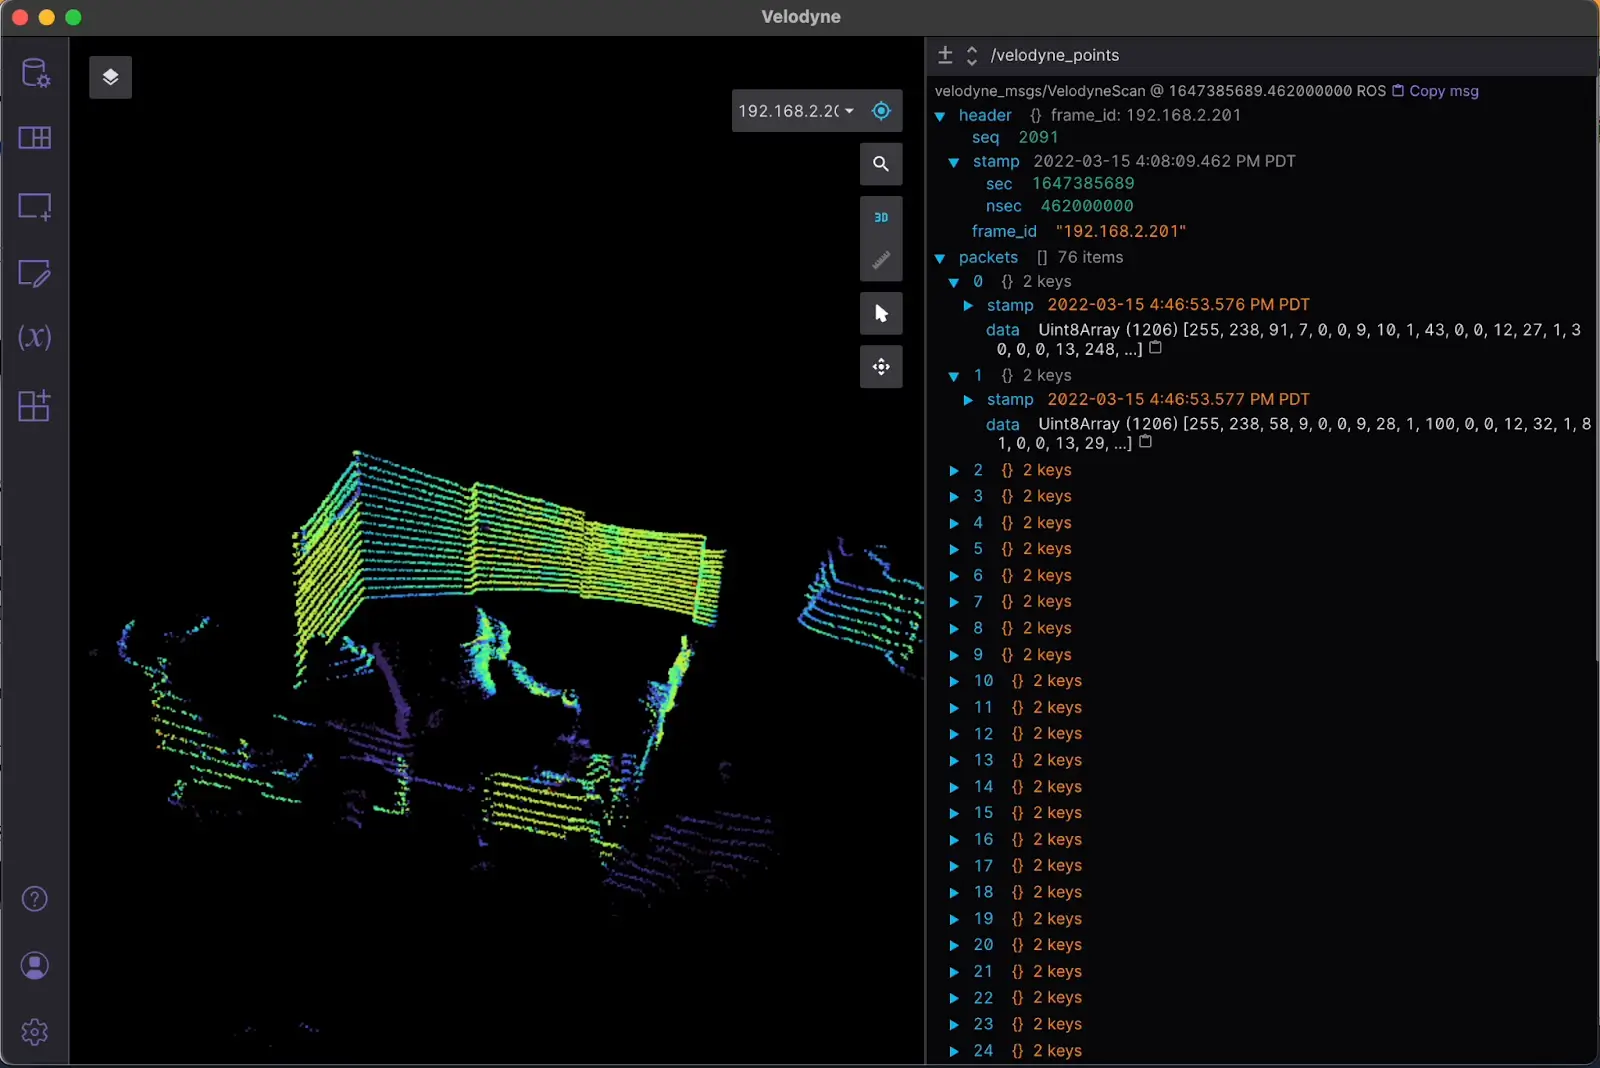 Velodyne
192.168.2.20
3D
(x)
?
/velodyne_points
velodyne_msgs/VelodyneScan @ 1647385689.462000000 ROS Copy msg
header {} frame_id: 192.168.2.201
seq 2091
stamp 2022-03-15 4:08:09.462 PM PDT
sec 1647385689
nsec 462000000
frame_id "192.168.2.201"
packets [] 76 items
0 {} 2 keys
stamp 2022-03-15 4:46:53.576 PM PDT
data Uint8Array (1206) [255, 238, 91, 7, 0, 0, 9, 10, 1, 43, 0, 0, 12, 27, 1, 3
0, 0, 0, 13, 248, ...]
1 {} 2 keys
stamp 2022-03-15 4:46:53.577 PM PDT
data Uint8Array (1206) [255, 238, 58, 9, 0, 0, 9, 28, 1, 100, 0, 0, 12, 32, 1, 8
1, 0, 0, 13, 29, ...]
2 {} 2 keys
3 {} 2 keys
4 {} 2 keys
5 {} 2 keys
6 {} 2 keys
7 {} 2 keys
8 {} 2 keys
9 {} 2 keys
10 {} 2 keys
11 {} 2 keys
12 {} 2 keys
13 {} 2 keys
14 {} 2 keys
15 {} 2 keys
16 {} 2 keys
17 {} 2 keys
18 {} 2 keys
19 {} 2 keys
20 {} 2 keys
21 {} 2 keys
22 {} 2 keys
23 {} 2 keys
24 {} 2 keys